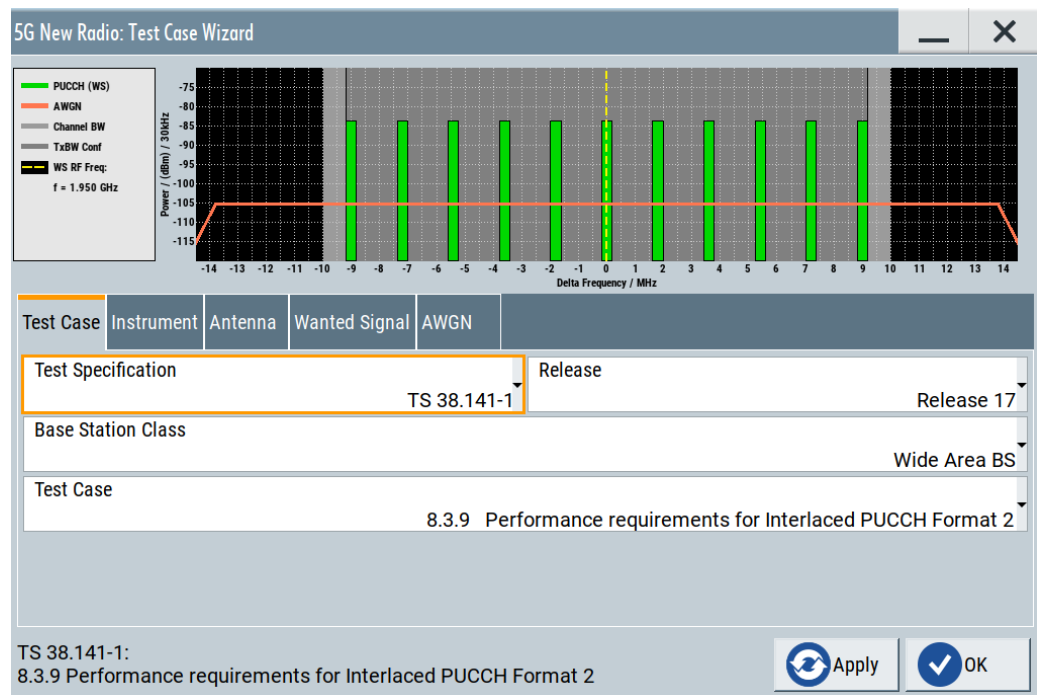 5G New Radio: Test Case Wizard
PUCCH (WS)
AWGN
Channel BW
TxBW Conf
WS RF Freq:
f = 1.950 GHz
Power / (dBm) / 30kHz
-75
-80
-85
-90
-95
-100
-105
-110
-115
-14 -13 -12 -11 -10 -9 -8 -7 -6 -5 -4 -3 -2 -1 0 1 2 3 4 5 6 7 8 9 10 11 12 13 14
Delta Frequency / MHz
Test Case Instrument Antenna Wanted Signal AWGN
Test Specification
TS 38.141-1
Release
Release 17
Base Station Class
Wide Area BS
Test Case
8.3.9 Performance requirements for Interlaced PUCCH Format 2
TS 38.141-1:
8.3.9 Performance requirements for Interlaced PUCCH Format 2
Apply
OK